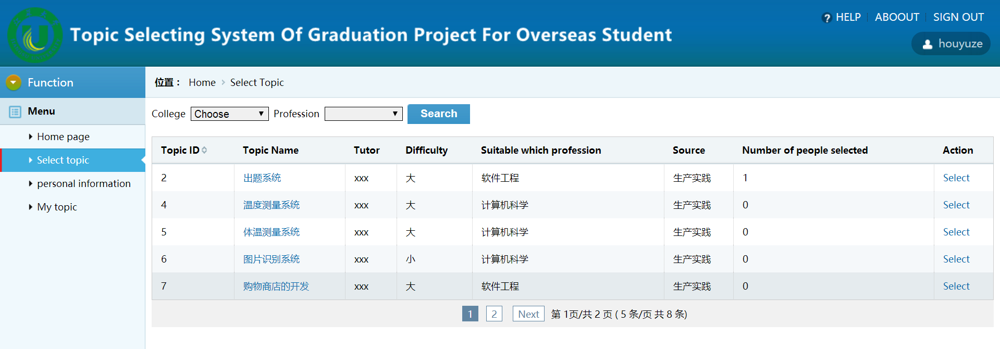 Topic Selecting System Of Graduation Project For Overseas Student
? HELP ABOOUT SIGN OUT
houyuze
Function
位置： Home Select Topic
Menu
Home page
Select topic
personal information
My topic
College Choose Profession Search
Topic ID Topic Name Tutor Difficulty Suitable which profession Source Number of people selected Action
2 出题系统 xxx 大 软件工程 生产实践 1 Select
4 温度测量系统 xxx 大 计算机科学 生产实践 0 Select
5 体温测量系统 xxx 大 计算机科学 生产实践 0 Select
6 图片识别系统 xxx 小 计算机科学 生产实践 0 Select
7 购物商店的开发 xxx 大 软件工程 生产实践 0 Select
1 2 Next 第 1页/共 2 页 ( 5 条/页 共 8 条)